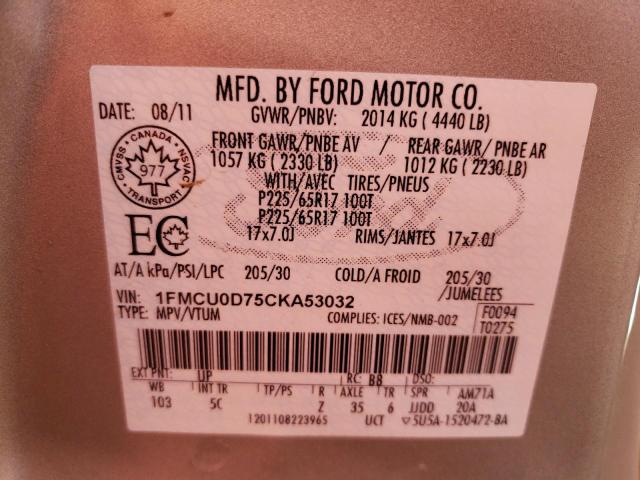 MFD. BY FORD MOTOR CO.
DATE: 08/11 GVWR/PNBV: 2014 KG ( 4440 LB)
FRONT GAWR/PNBE AV / REAR GAWR/ PNBE AR
1057 KG ( 2330 LB) 1012 KG ( 2230 LB)
WITH/AVEC TIRES/PNEUS
P225/65R17 100T
P225/65R17 100T
17x7.0J RIMS/JANTES 17x7.0J
CANADA
CMVSS NSVAC
977
TRANSPORT
EC
AT/A kPa/PSI/LPC 205/30 COLD/A FROID 205/30
/JUMELEES
VIN: 1FMCU0D75CKA53032
TYPE: MPV/VTUM COMPLIES: ICES/NMB-002
F0094
T0275
EXT PNT: UP RC: BB DSO:
WB INT TR TP/PS R AXLE TR SPR AM71A
103 5C Z 35 6 JJDD 20A
1201108223965 UCT 5U5A-1520472-BA